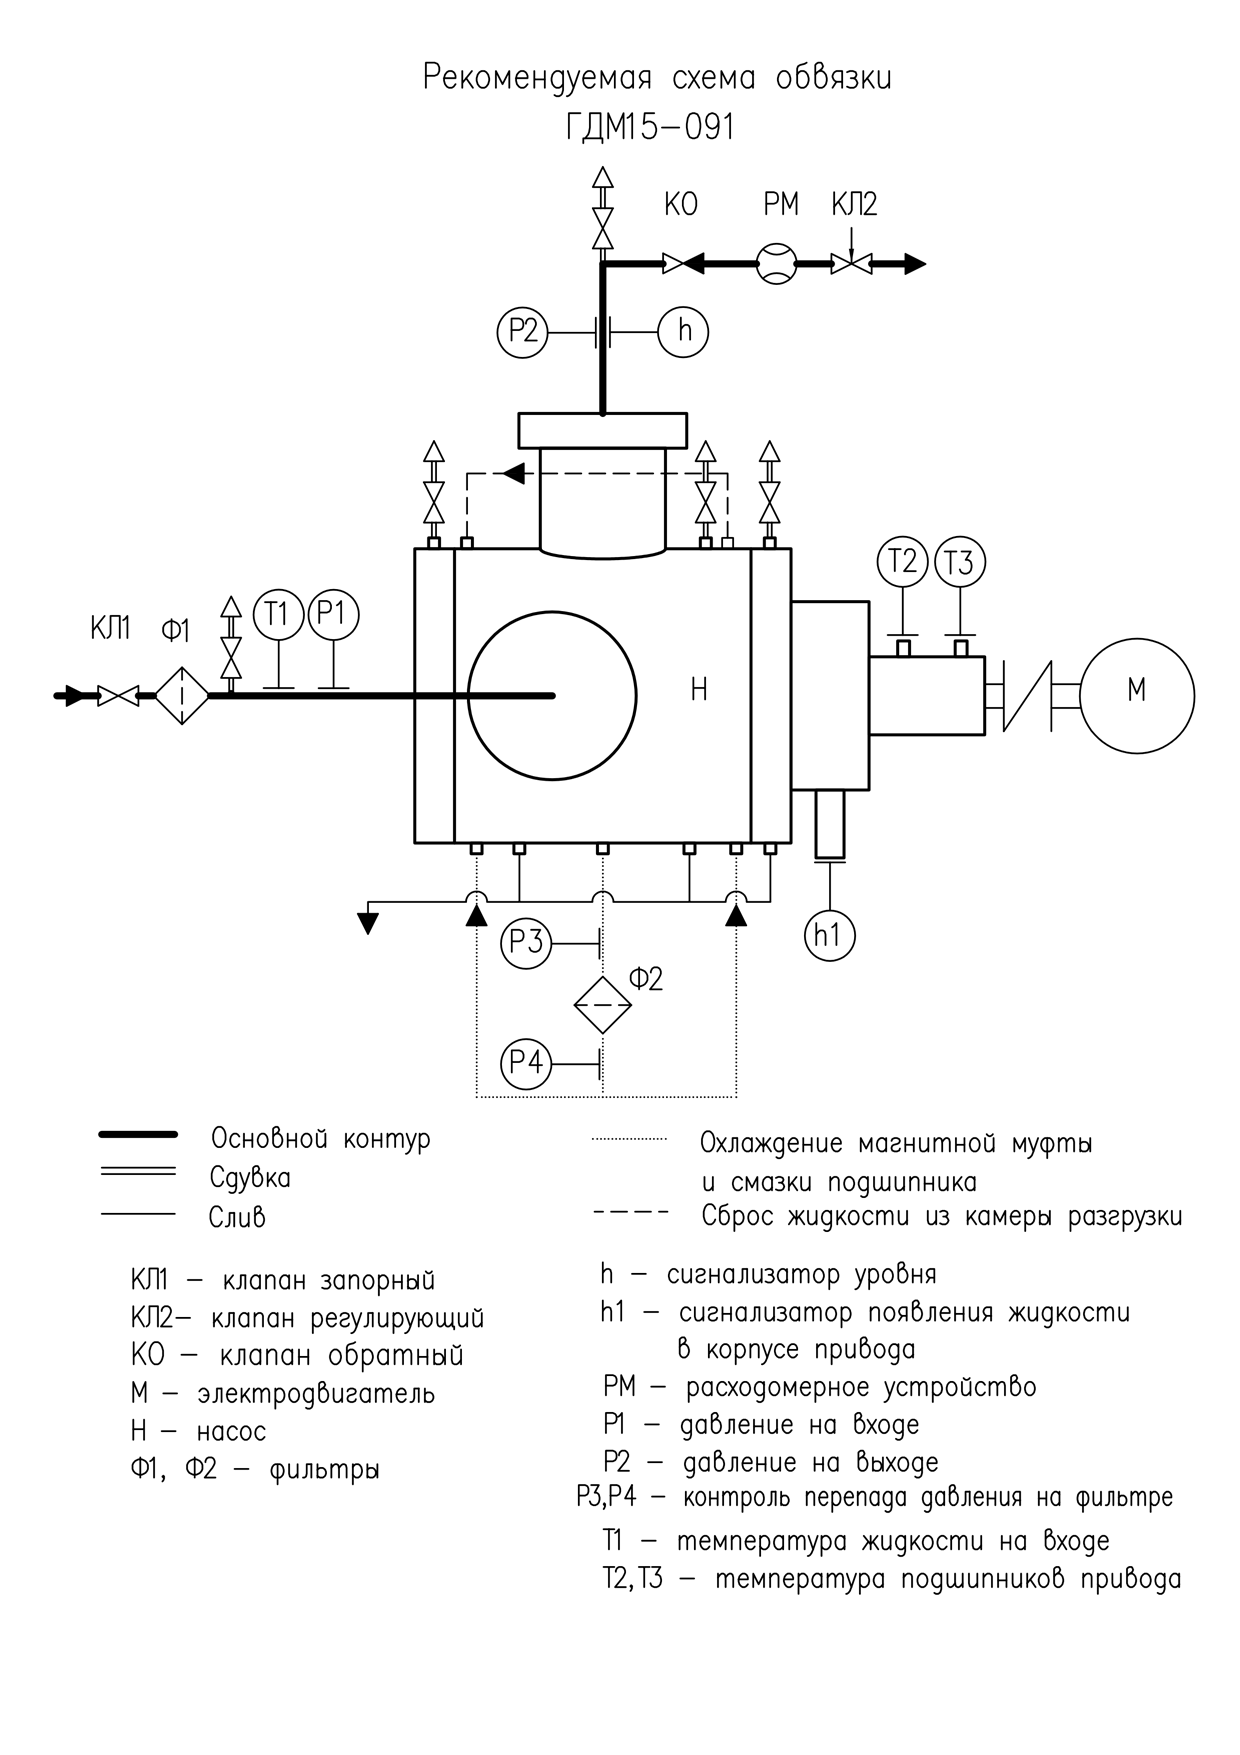 Рекомендуемая схема обвязки
ГДМ15-091
КО РМ КЛ2
P2 h
T2 T3
КЛ1 Ф1 T1 P1
Н М
h1
P3
Ф2
P4
Основной контур
Сдувка
Слив
Охлаждение магнитной муфты
и смазки подшипника
Сброс жидкости из камеры разгрузки
КЛ1 – клапан запорный
КЛ2– клапан регулирующий
КО – клапан обратный
М – электродвигатель
Н – насос
Ф1, Ф2 – фильтры
h – сигнализатор уровня
h1 – сигнализатор появления жидкости
в корпусе привода
РМ – расходомерное устройство
P1 – давление на входе
P2 – давление на выходе
P3,P4 – контроль перепада давления на фильтре
T1 – температура жидкости на входе
T2,T3 – температура подшипников привода